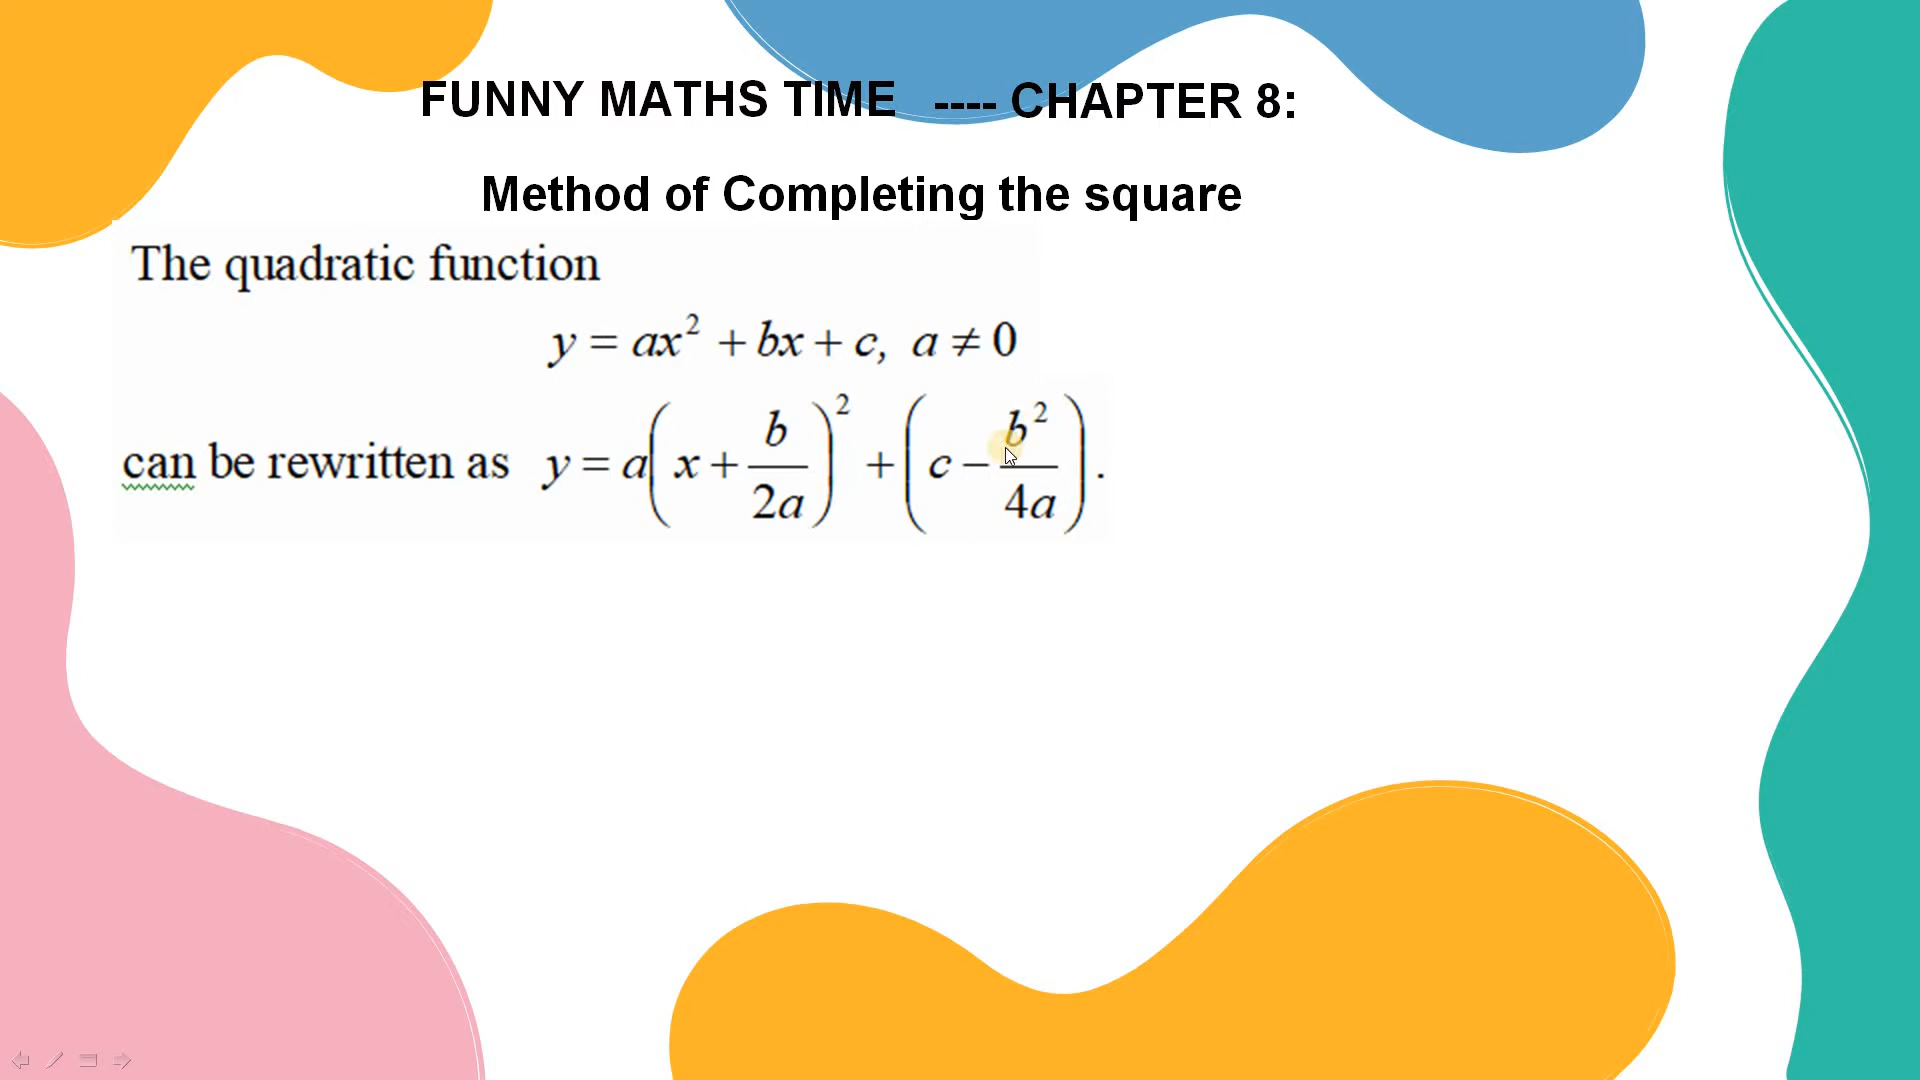 FUNNY MATHS TIME ---- CHAPTER 8:
Method of Completing the square
The quadratic function
y = ax² + bx + c, a ≠ 0
can be rewritten as y = a(x + b/2a)² + (c − b²/4a).